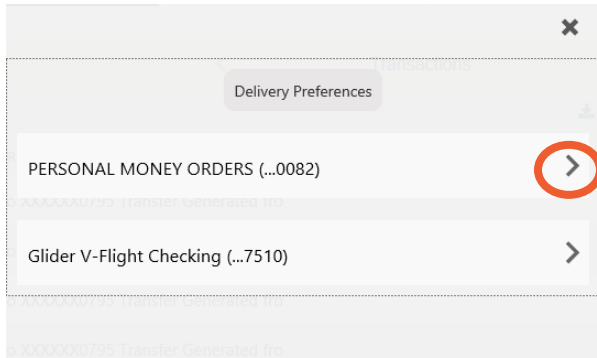 Transactions
Delivery Preferences
PERSONAL MONEY ORDERS (...0082)
o XXXXXX0795 Transfer Generated fro
Glider V-Flight Checking (...7510)
o XXXXXX0795 Transfer Generated fro
o XXXXXX0795 Transfer Generated fro